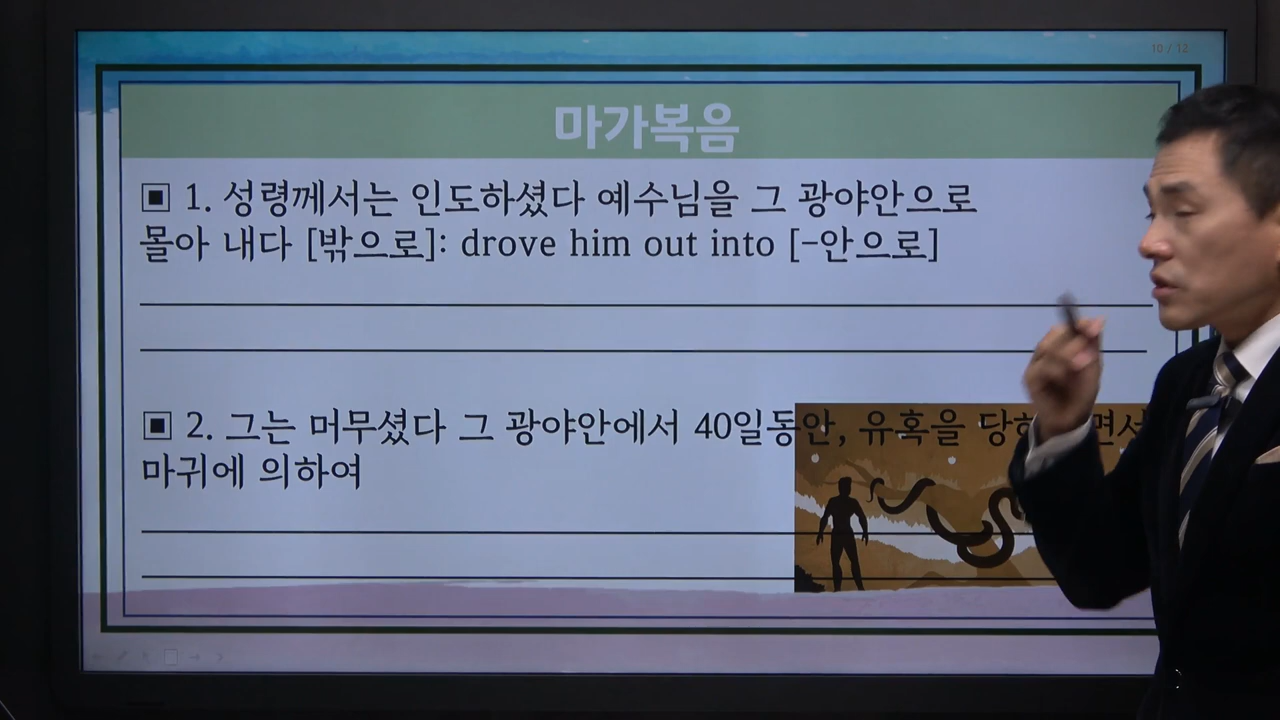 10 / 12
마가복음
▣ 1. 성령께서는 인도하셨다 예수님을 그 광야안으로
몰아 내다 [밖으로]: drove him out into [-안으로]
▣ 2. 그는 머무셨다 그 광야안에서 40일동안, 유혹을
마귀에 의하여